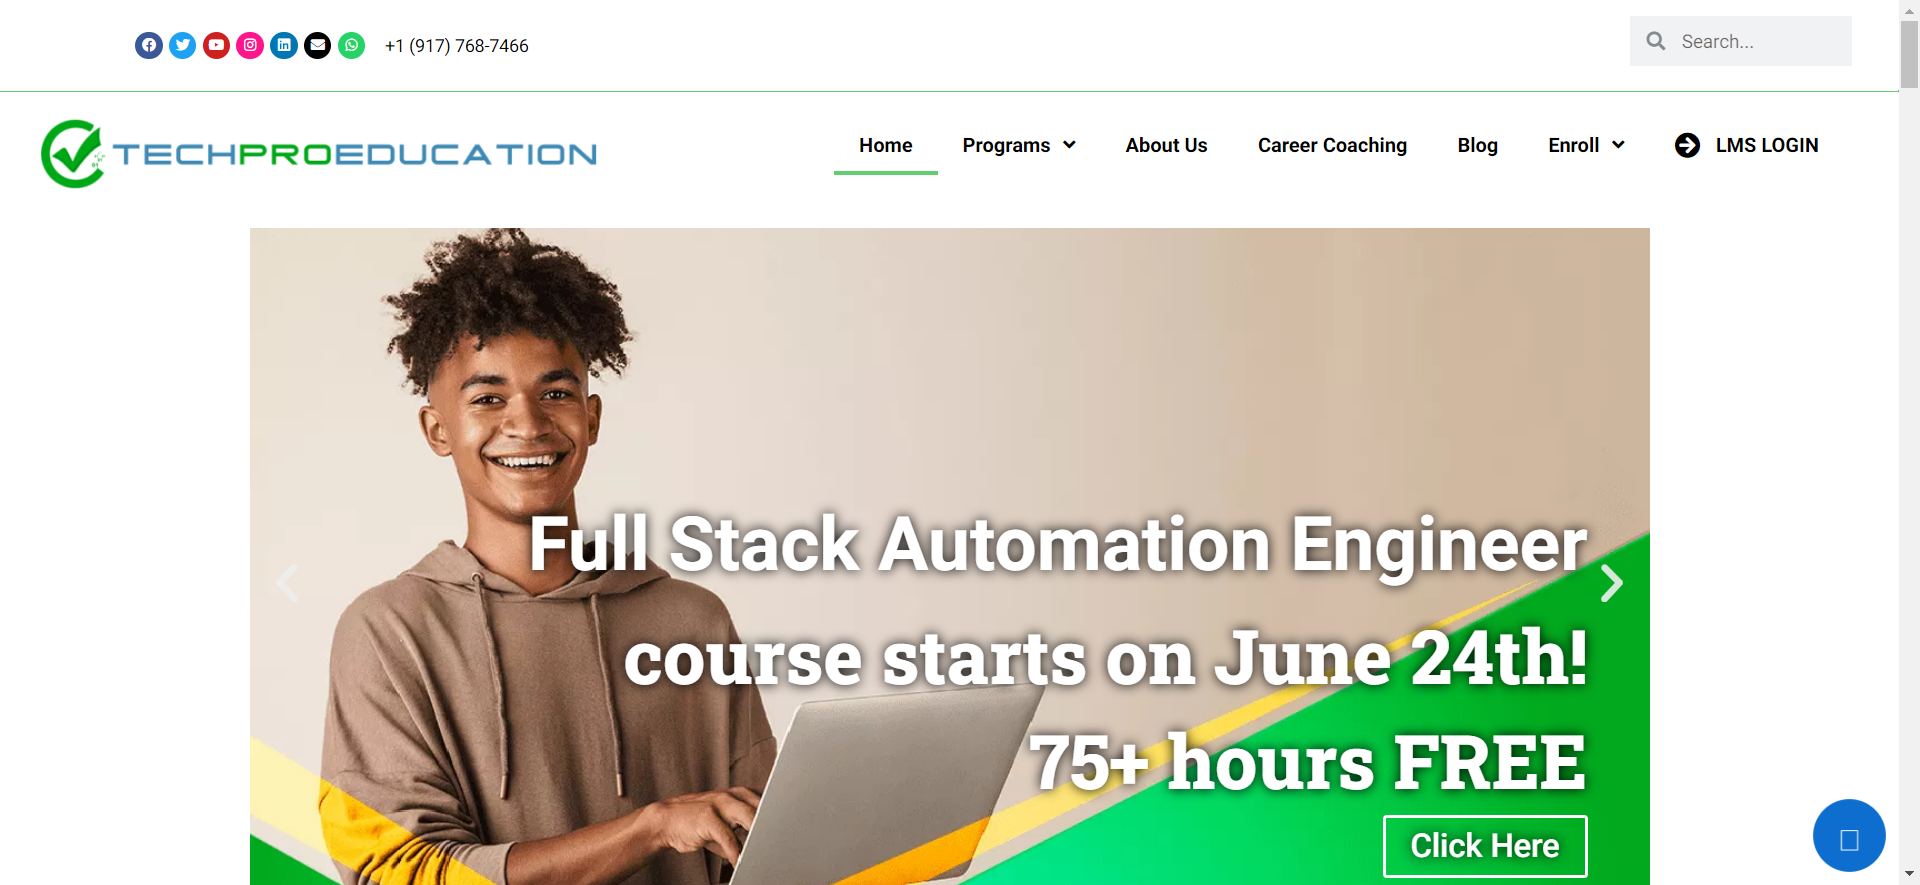 +1 (917) 768-7466
Search...
TECHPROEDUCATION
Home Programs About Us Career Coaching Blog Enroll LMS LOGIN
Full Stack Automation Engineer
course starts on June 24th!
75+ hours FREE
Click Here